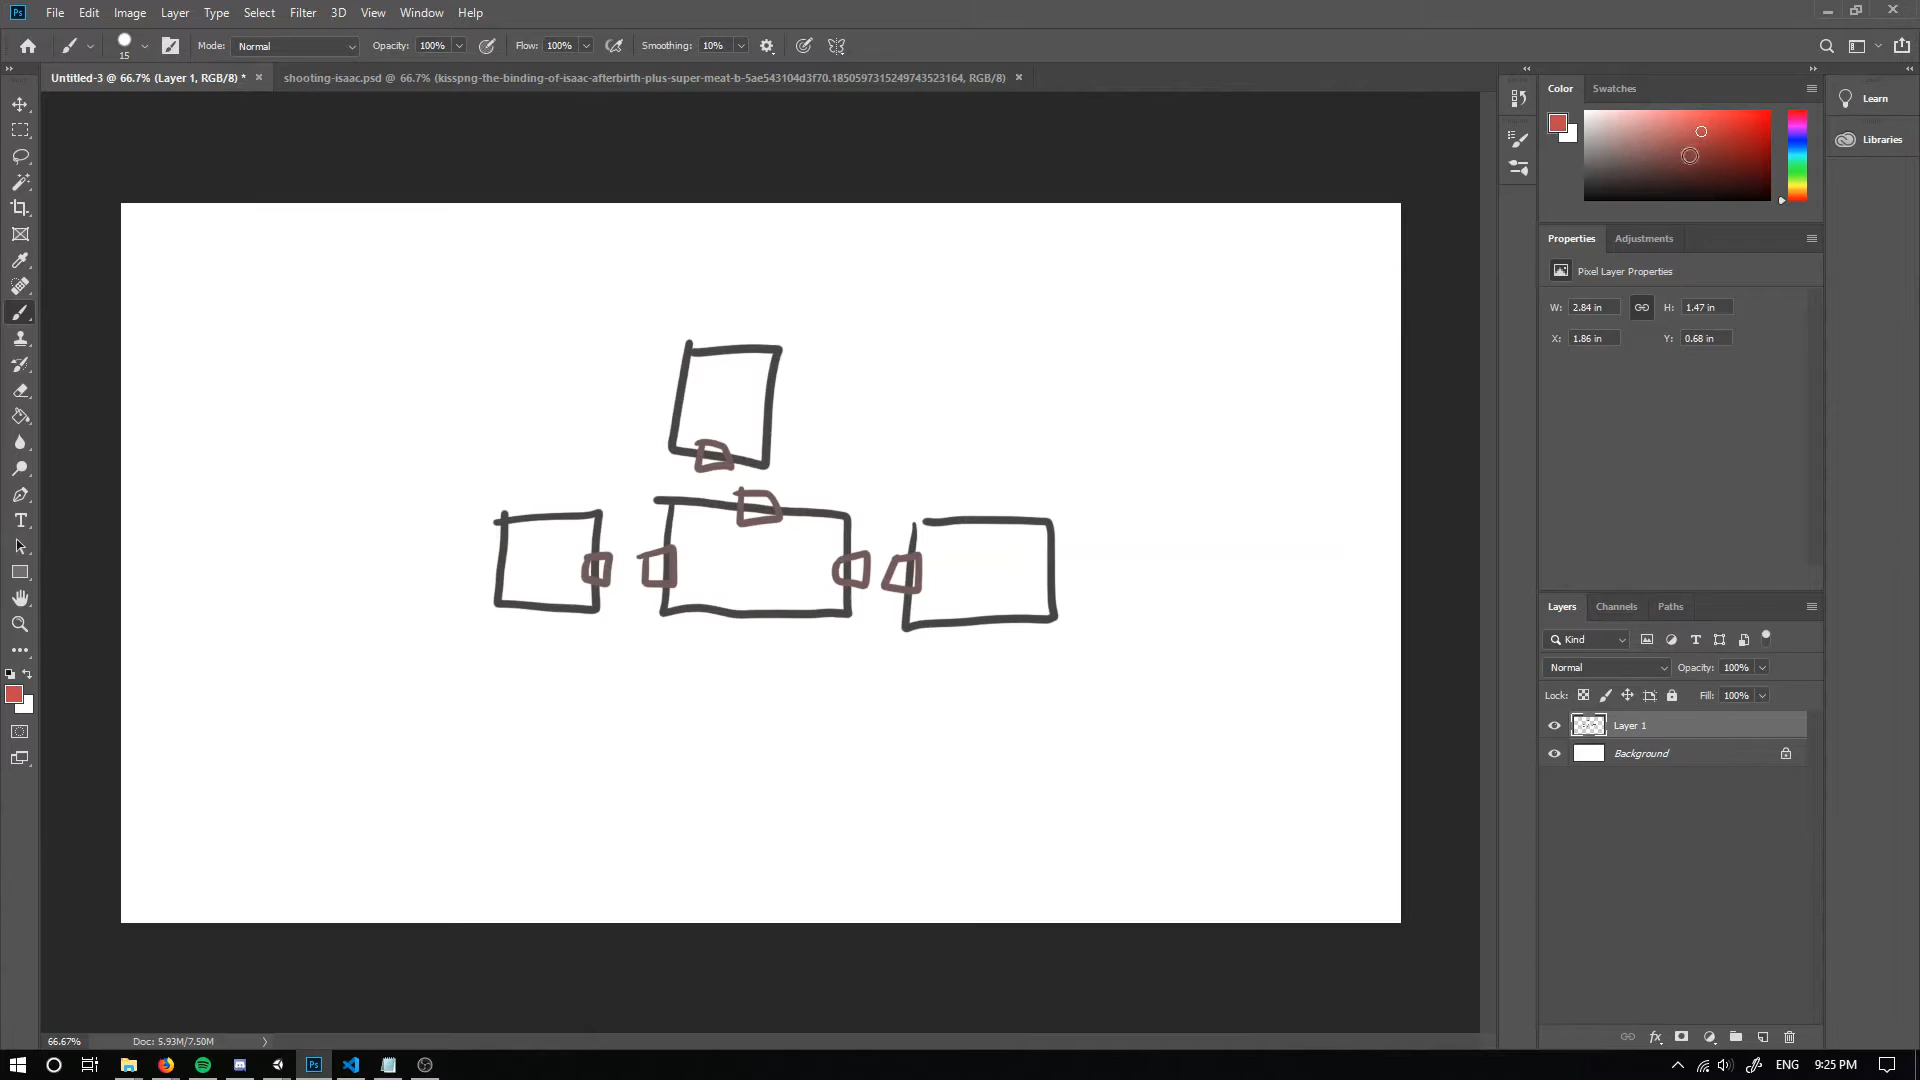 Ps File Edit Image Layer Type Select Filter 3D View Window Help
15 Mode: Normal Opacity: 100% Flow: 100% Smoothing: 10%
Untitled-3 @ 66.7% (Layer 1, RGB/8) * × shooting-isaac.psd @ 66.7% (kisspng-the-binding-of-isaac-afterbirth-plus-super-meat-b-5ae543104d3f70.1850597315249743523164, RGB/8) ×
Color Swatches
Learn
Libraries
Properties Adjustments
Pixel Layer Properties
W: 2.84 in H: 1.47 in
X: 1.86 in Y: 0.68 in
Layers Channels Paths
Kind
Normal Opacity: 100%
Lock: Fill: 100%
Layer 1
Background
66.67% Doc: 5.93M/7.50M
Ps ENG 9:25 PM